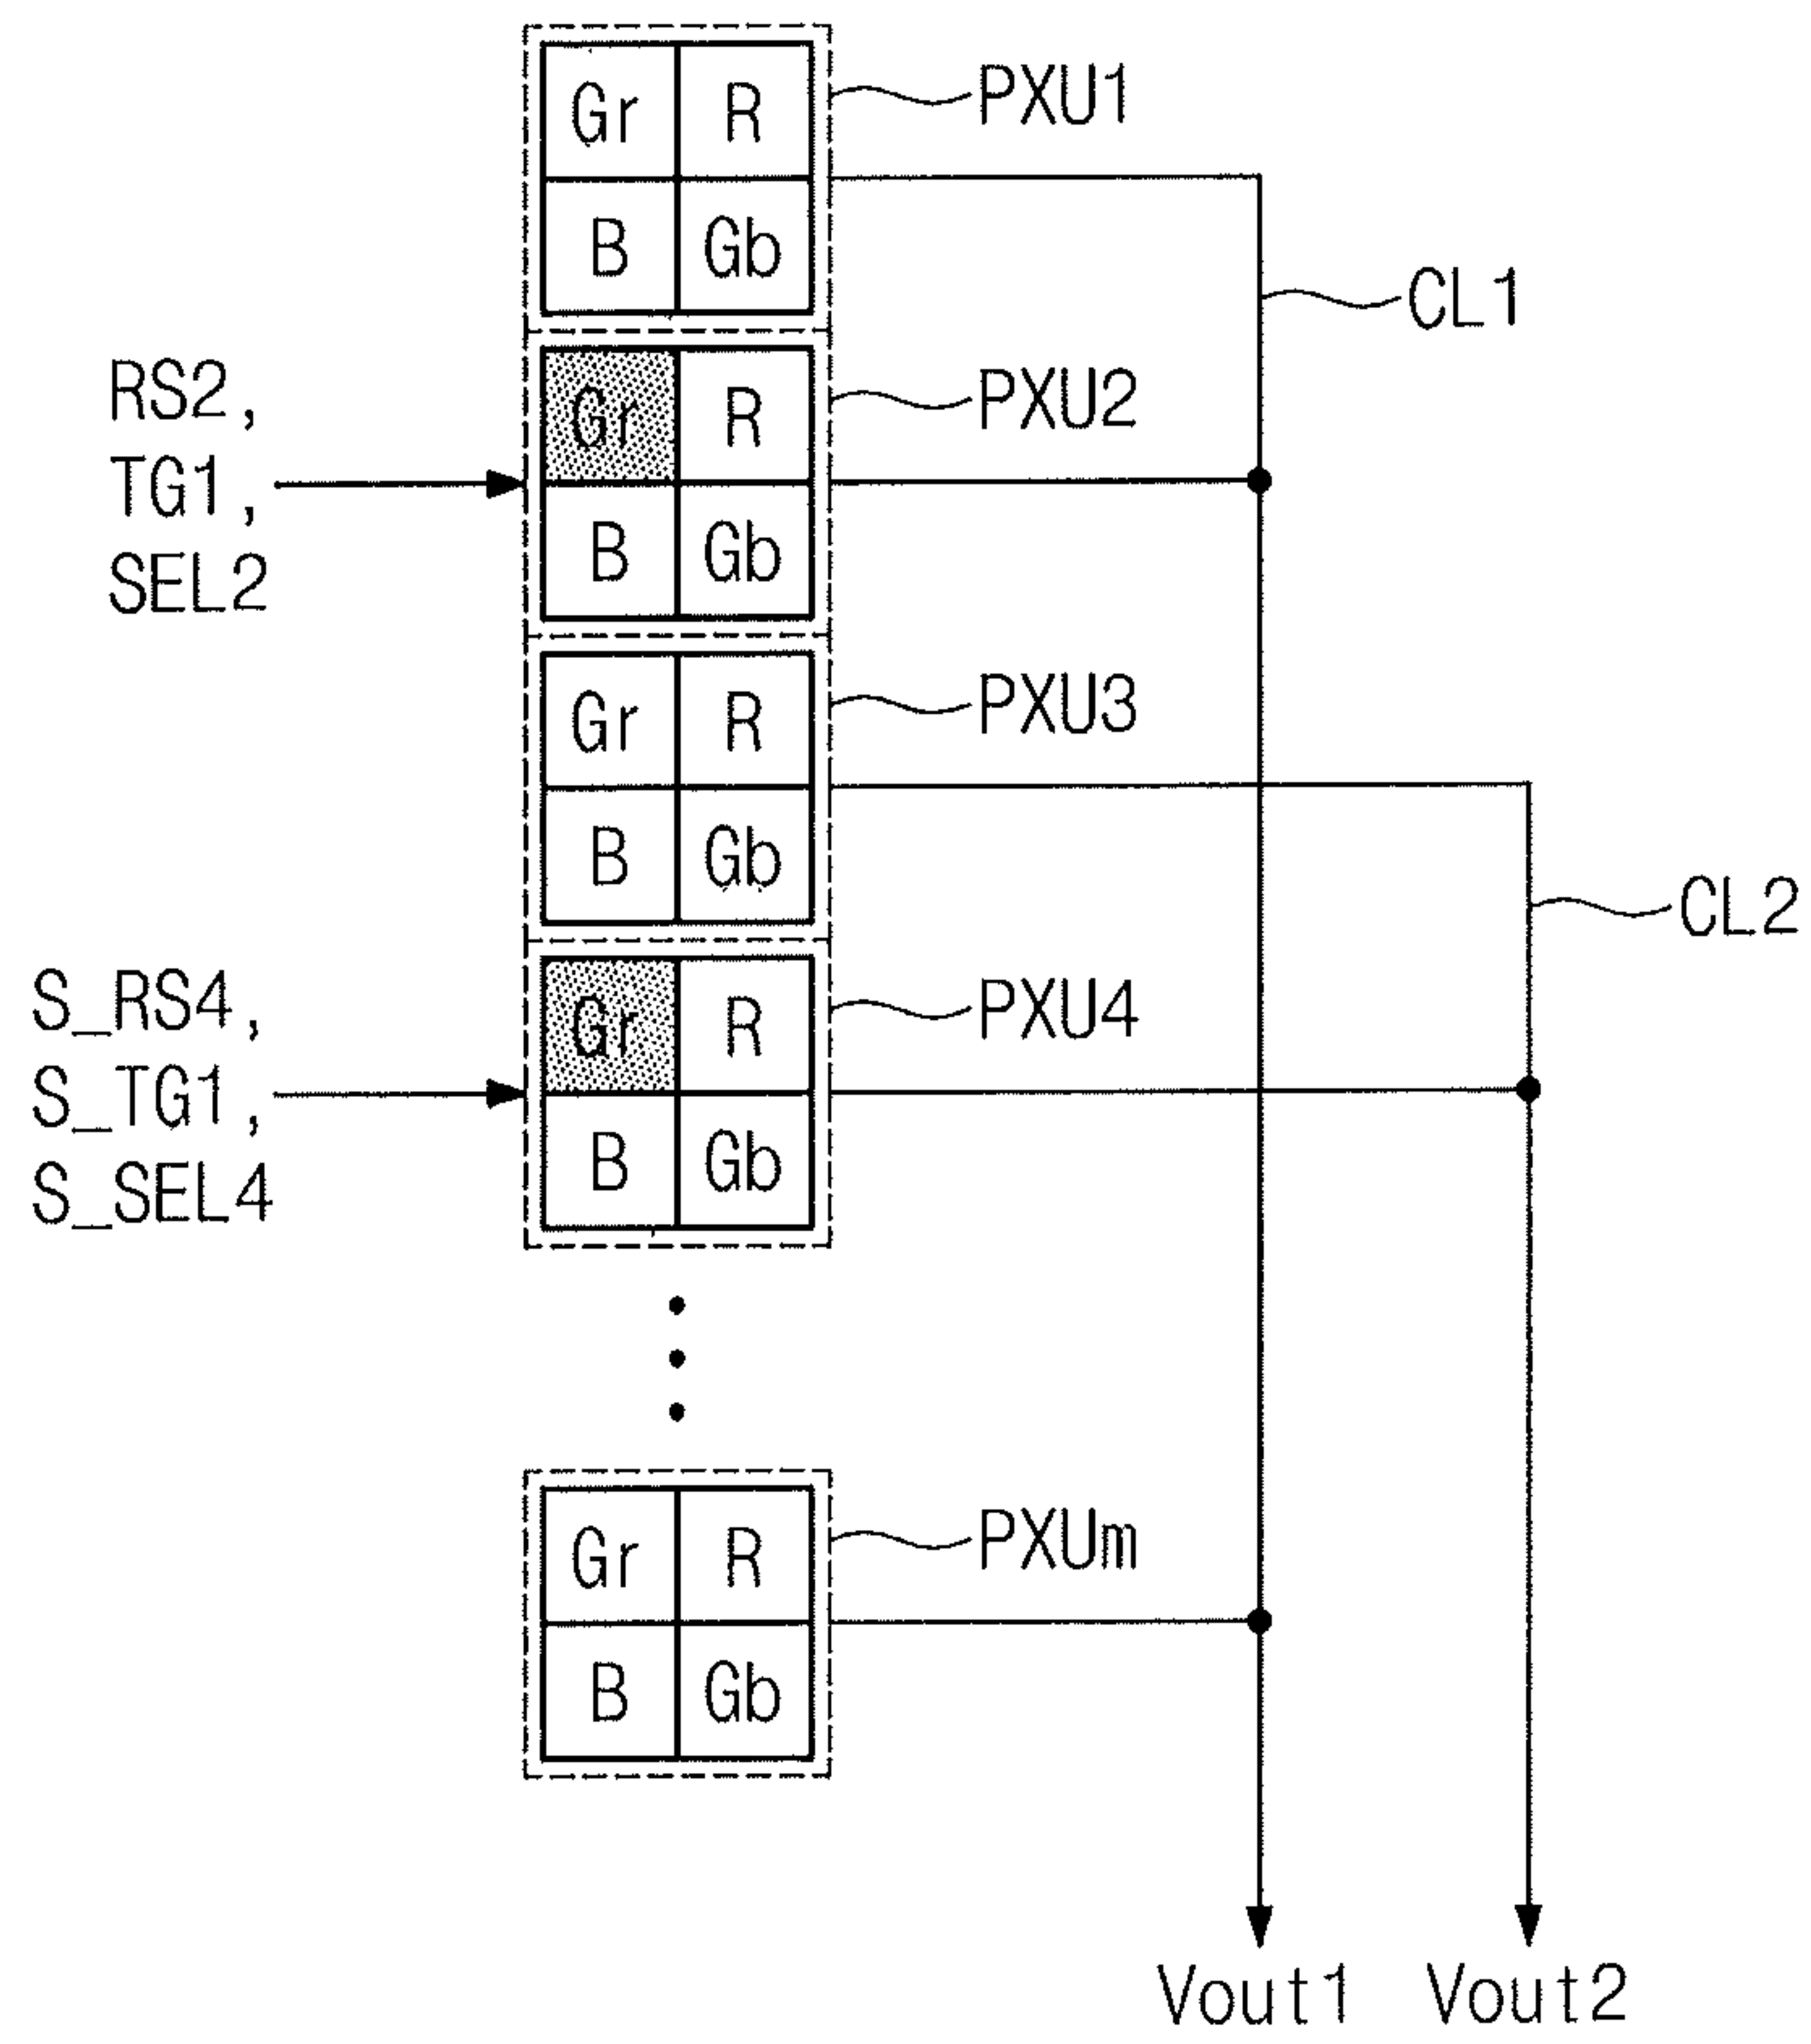 Gr R PXU1
B Gb
CL1
RS2,
TG1,
SEL2
Gr R PXU2
B Gb
Gr R PXU3
B Gb
CL2
S_RS4,
S_TG1,
S_SEL4
Gr R PXU4
B Gb
Gr R PXUm
B Gb
Vout1 Vout2